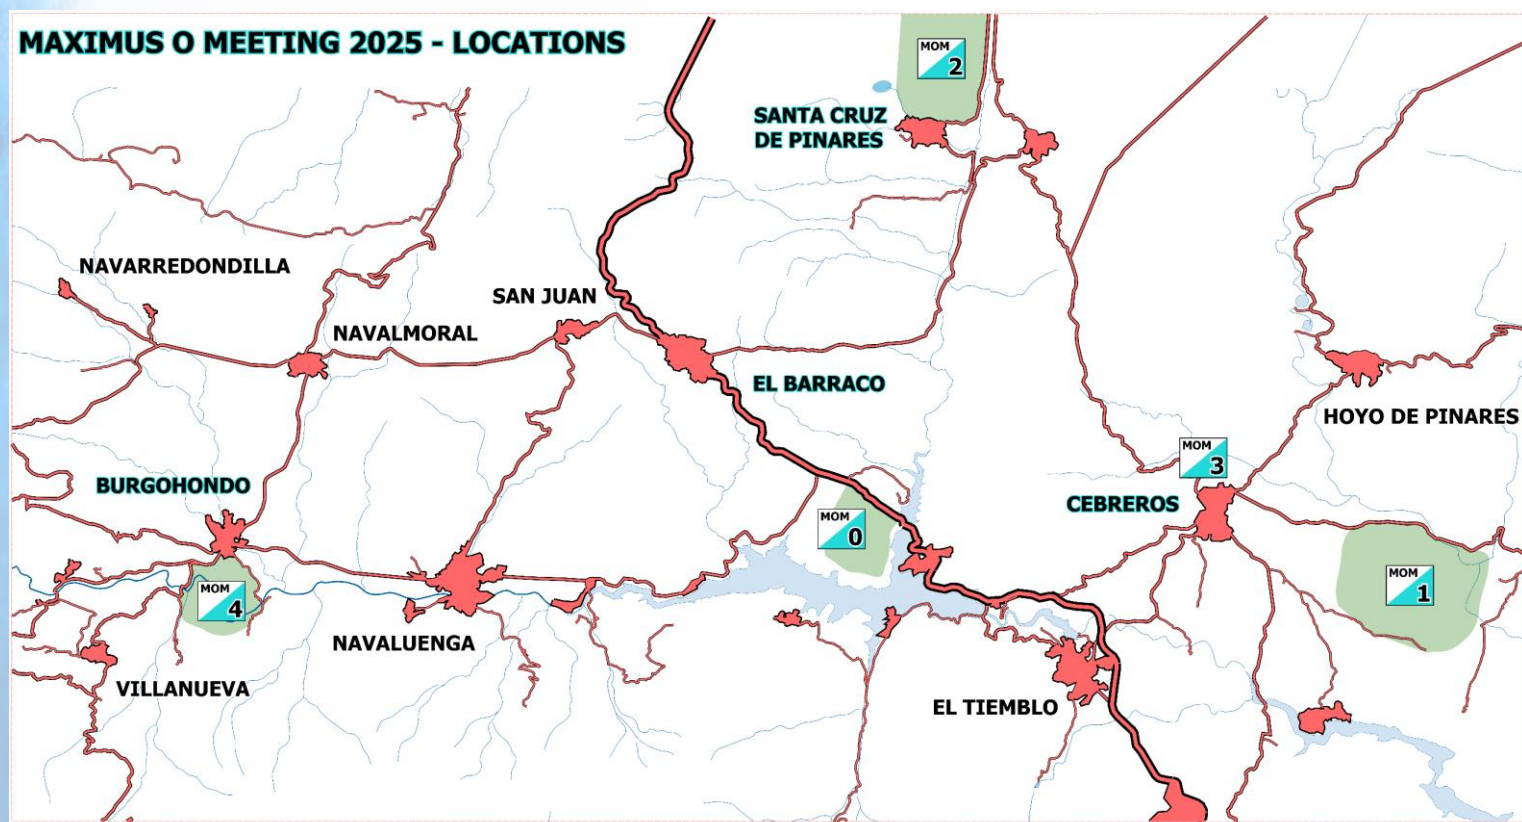 MAXIMUS O MEETING 2025 - LOCATIONS
MOM
2
SANTA CRUZ
DE PINARES
NAVARREDONDILLA
SAN JUAN
NAVALMORAL
EL BARRACO
HOYO DE PINARES
MOM
3
BURGOHONDO
CEBREROS
MOM
0
MOM
1
MOM
4
NAVALUENGA
VILLANUEVA
EL TIEMBLO